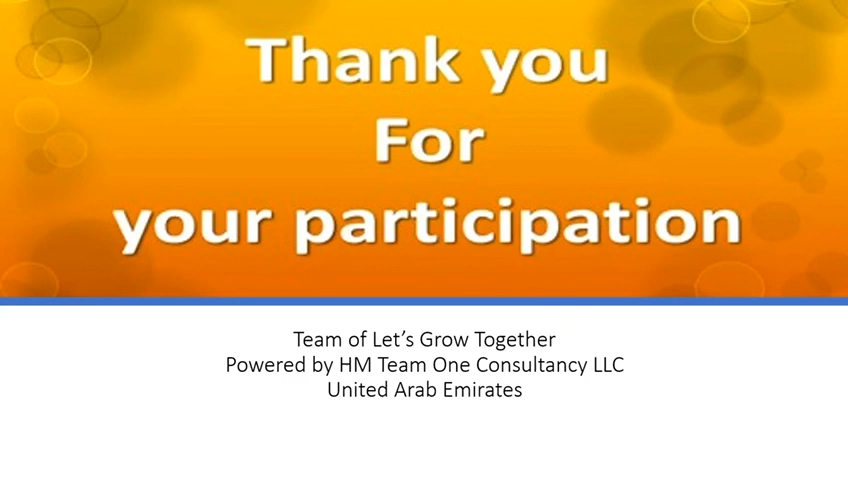 Thank you
For
your participation
Team of Let’s Grow Together
Powered by HM Team One Consultancy LLC
United Arab Emirates